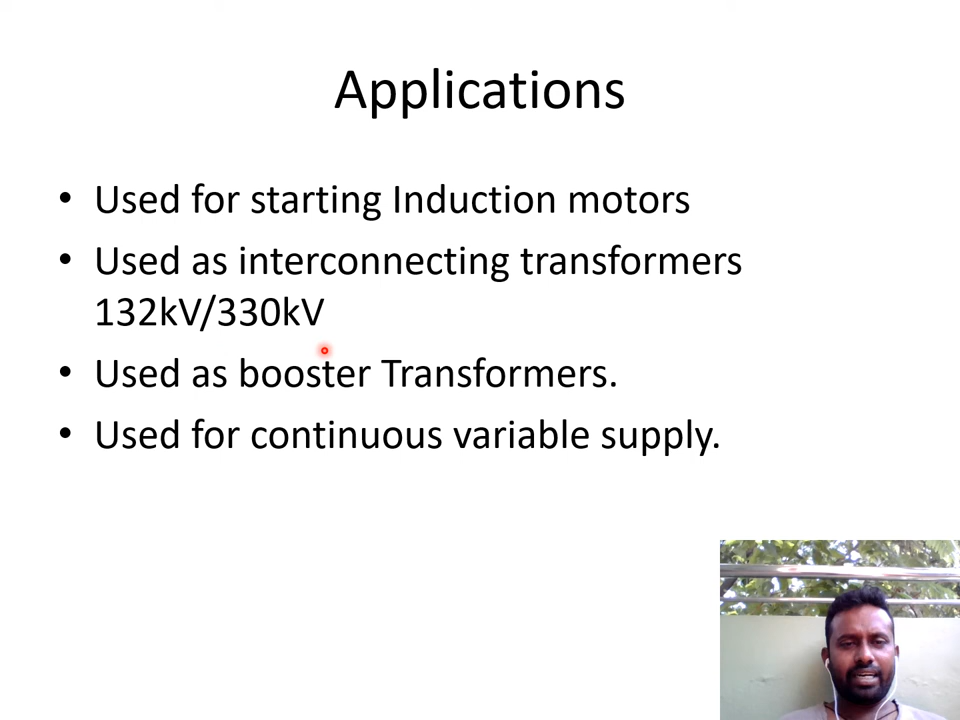 Applications
• Used for starting Induction motors
• Used as interconnecting transformers
132kV/330kV
• Used as booster Transformers.
• Used for continuous variable supply.